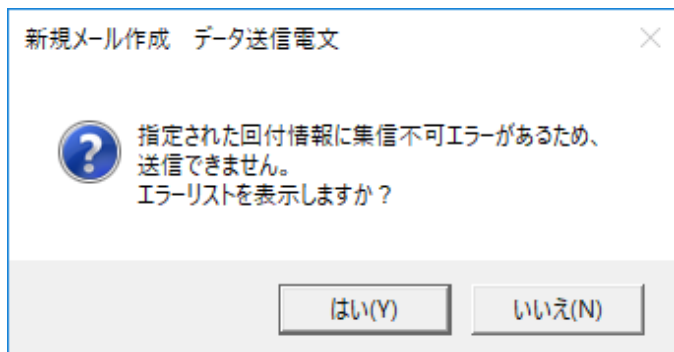 新規メール作成　データ送信電文
指定された回付情報に集信不可エラーがあるため、
送信できません。
エラーリストを表示しますか？
はい(Y)
いいえ(N)